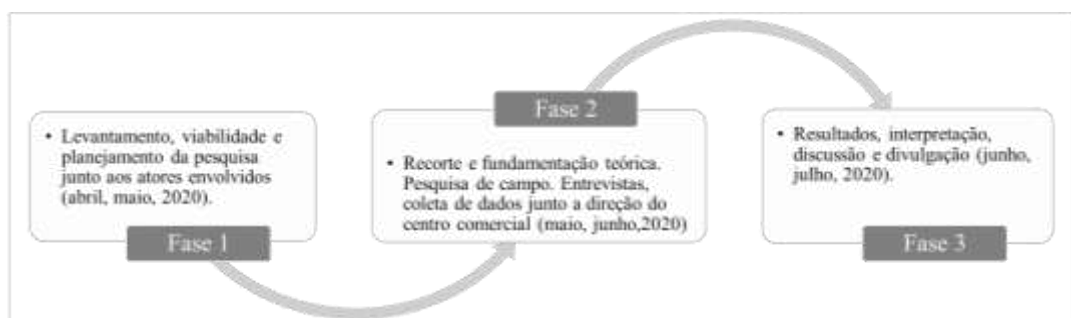 • Levantamento, viabilidade e
planejamento da pesquisa
junto aos atores envolvidos
(abril, maio, 2020).
Fase 1
Fase 2
• Recorte e fundamentação teórica.
Pesquisa de campo. Entrevistas,
coleta de dados junto a direção do
centro comercial (maio, junho,2020)
• Resultados, interpretação,
discussão e divulgação (junho,
julho, 2020).
Fase 3